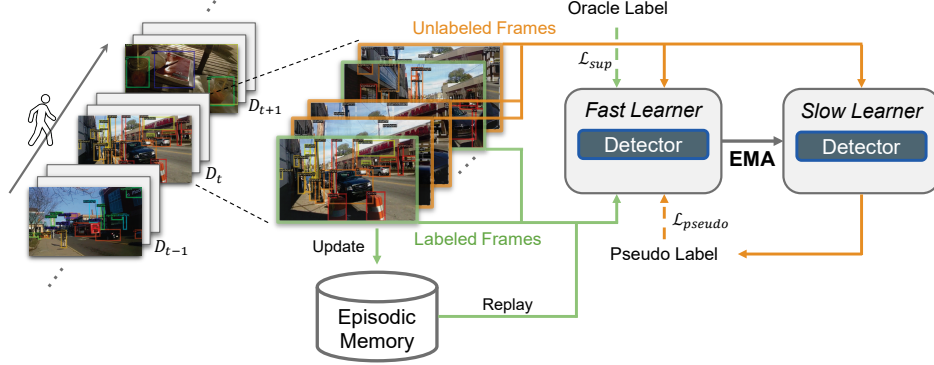 Oracle Label
Unlabeled Frames
ℒ_sup
D_{t+1}
Fast Learner
Slow Learner
Detector
Detector
EMA
D_t
D_{t−1}
ℒ_pseudo
Labeled Frames
Pseudo Label
Update
Replay
Episodic
Memory